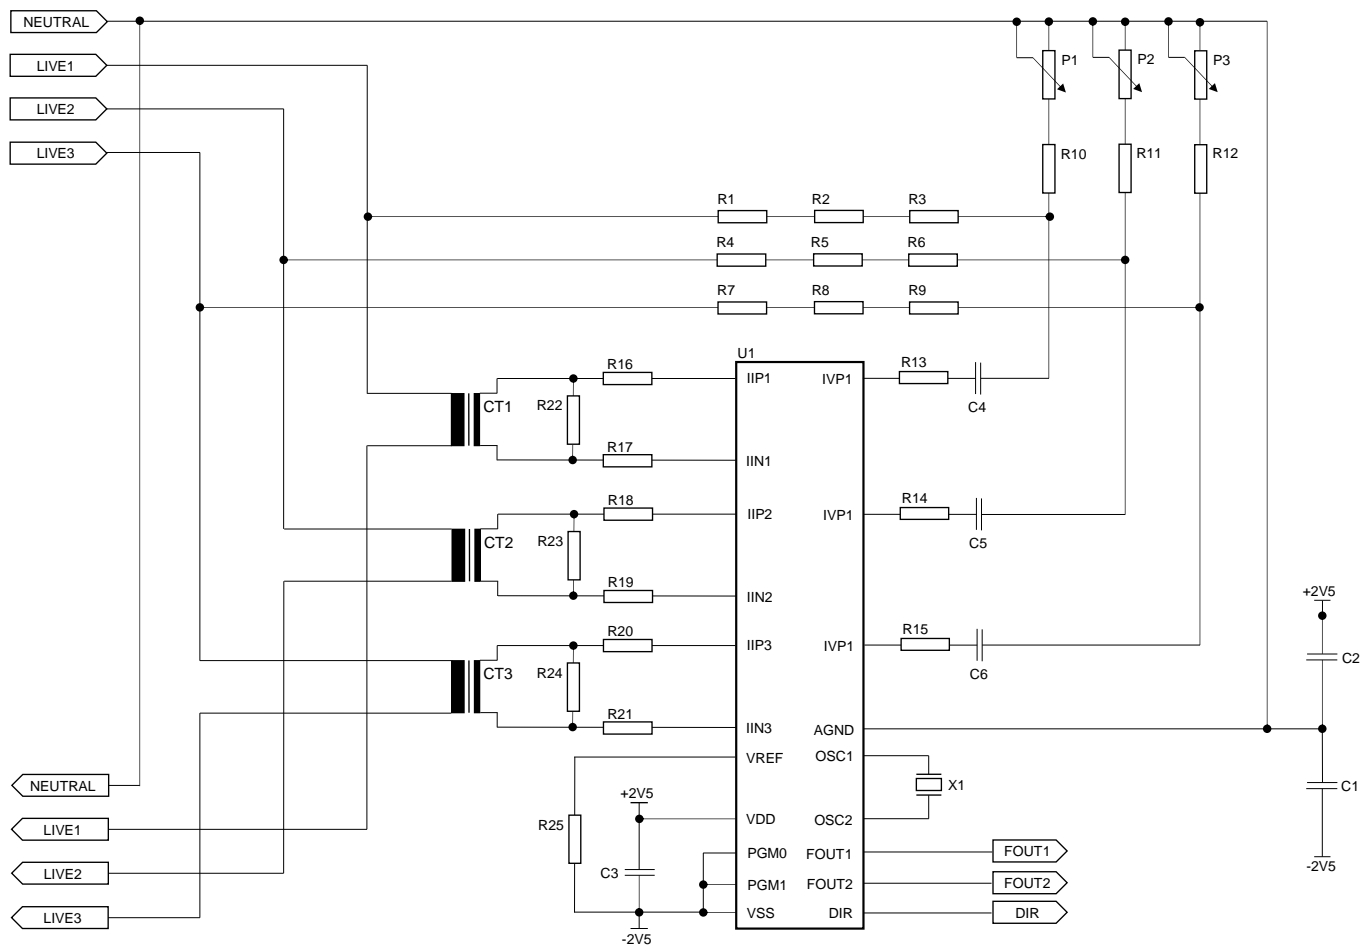 NEUTRAL
LIVE1
LIVE2
LIVE3
P1
P2
P3
R10
R11
R12
R1
R2
R3
R4
R5
R6
R7
R8
R9
U1
R16
IIP1
IVP1
R13
C4
CT1
R22
R17
IIN1
R18
IIP2
IVP1
R14
C5
CT2
R23
R19
IIN2
R20
IIP3
IVP1
R15
C6
CT3
R24
R21
IIN3
AGND
+2V5
C2
VREF
OSC1
X1
C1
NEUTRAL
+2V5
R25
VDD
OSC2
LIVE1
PGM0
FOUT1
FOUT1
-2V5
LIVE2
C3
PGM1
FOUT2
FOUT2
LIVE3
VSS
DIR
DIR
-2V5